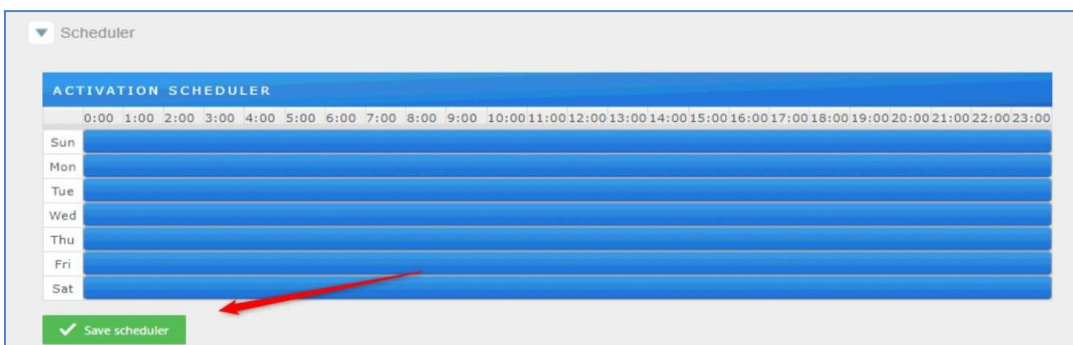 Scheduler
ACTIVATION SCHEDULER
0:00 1:00 2:00 3:00 4:00 5:00 6:00 7:00 8:00 9:00 10:00 11:00 12:00 13:00 14:00 15:00 16:00 17:00 18:00 19:00 20:00 21:00 22:00 23:00
Sun
Mon
Tue
Wed
Thu
Fri
Sat
Save scheduler